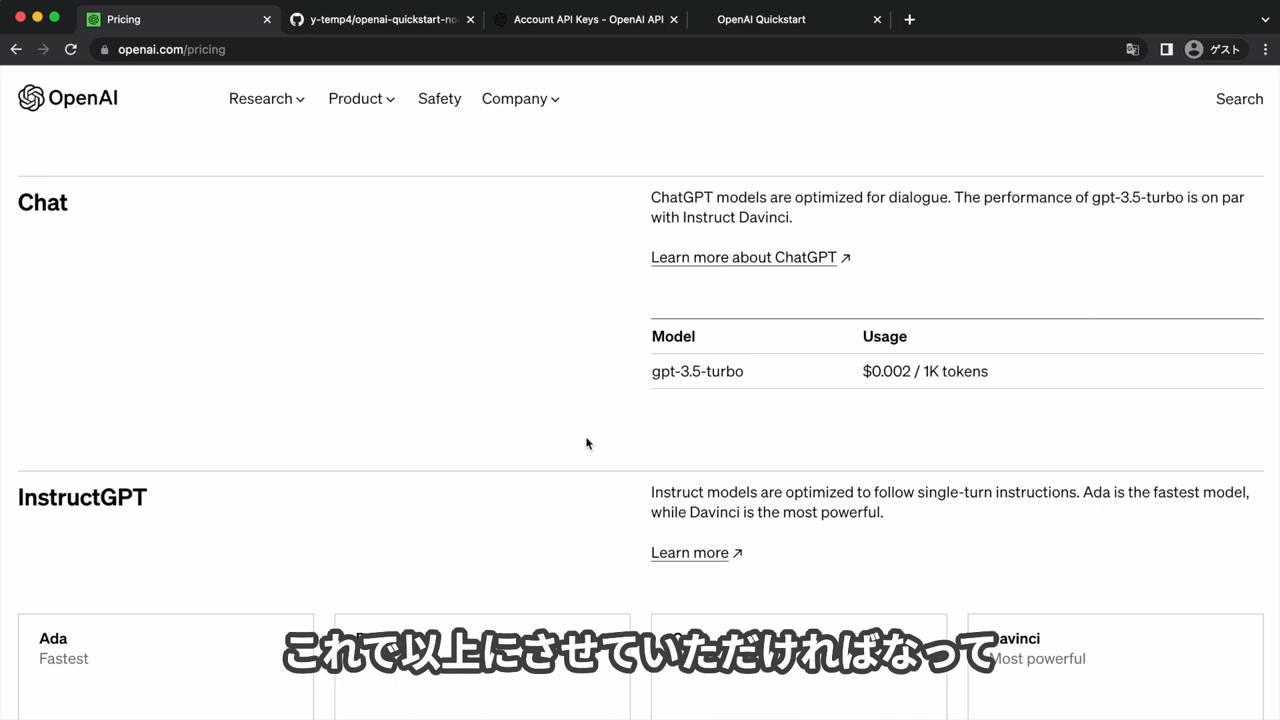 Pricing
y-temp4/openai-quickstart-no
Account API Keys - OpenAI API
OpenAI Quickstart
openai.com/pricing
ゲスト
OpenAI
Research
Product
Safety
Company
Search
Chat
ChatGPT models are optimized for dialogue. The performance of gpt-3.5-turbo is on par
with Instruct Davinci.
Learn more about ChatGPT
Model Usage
gpt-3.5-turbo $0.002 / 1K tokens
InstructGPT
Instruct models are optimized to follow single-turn instructions. Ada is the fastest model,
while Davinci is the most powerful.
Learn more
Ada
Fastest
Most powerful
これで以上にさせていただければなって